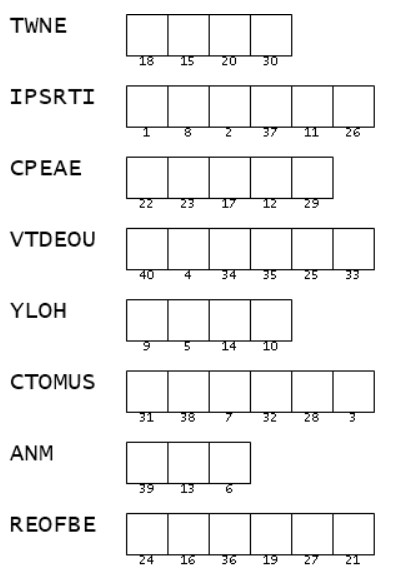 TWNE
18 15 20 30
IPSRTI
1 8 2 37 11 26
CPEAE
22 23 17 12 29
VTDEOU
40 4 34 35 25 33
YLOH
9 5 14 10
CTOMUS
31 38 7 32 28 3
ANM
39 13 6
REOFBE
24 16 36 19 27 21